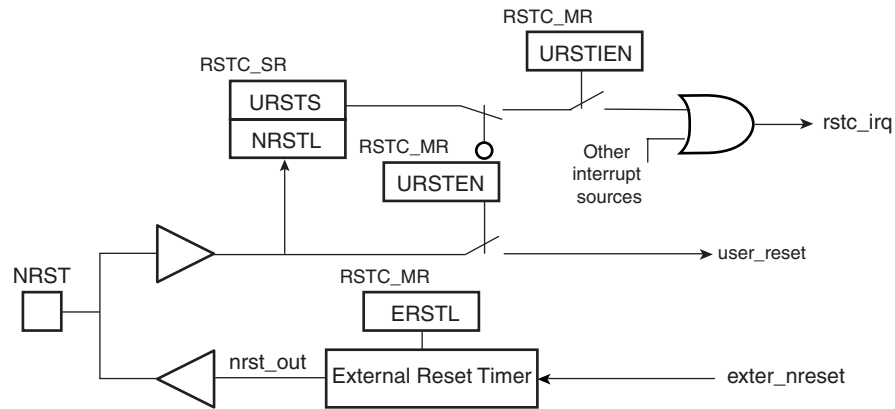 RSTC_MR
URSTIEN
RSTC_SR
URSTS
NRSTL
rstc_irq
RSTC_MR
Other
interrupt
sources
URSTEN
NRST
user_reset
RSTC_MR
ERSTL
nrst_out
External Reset Timer
exter_nreset